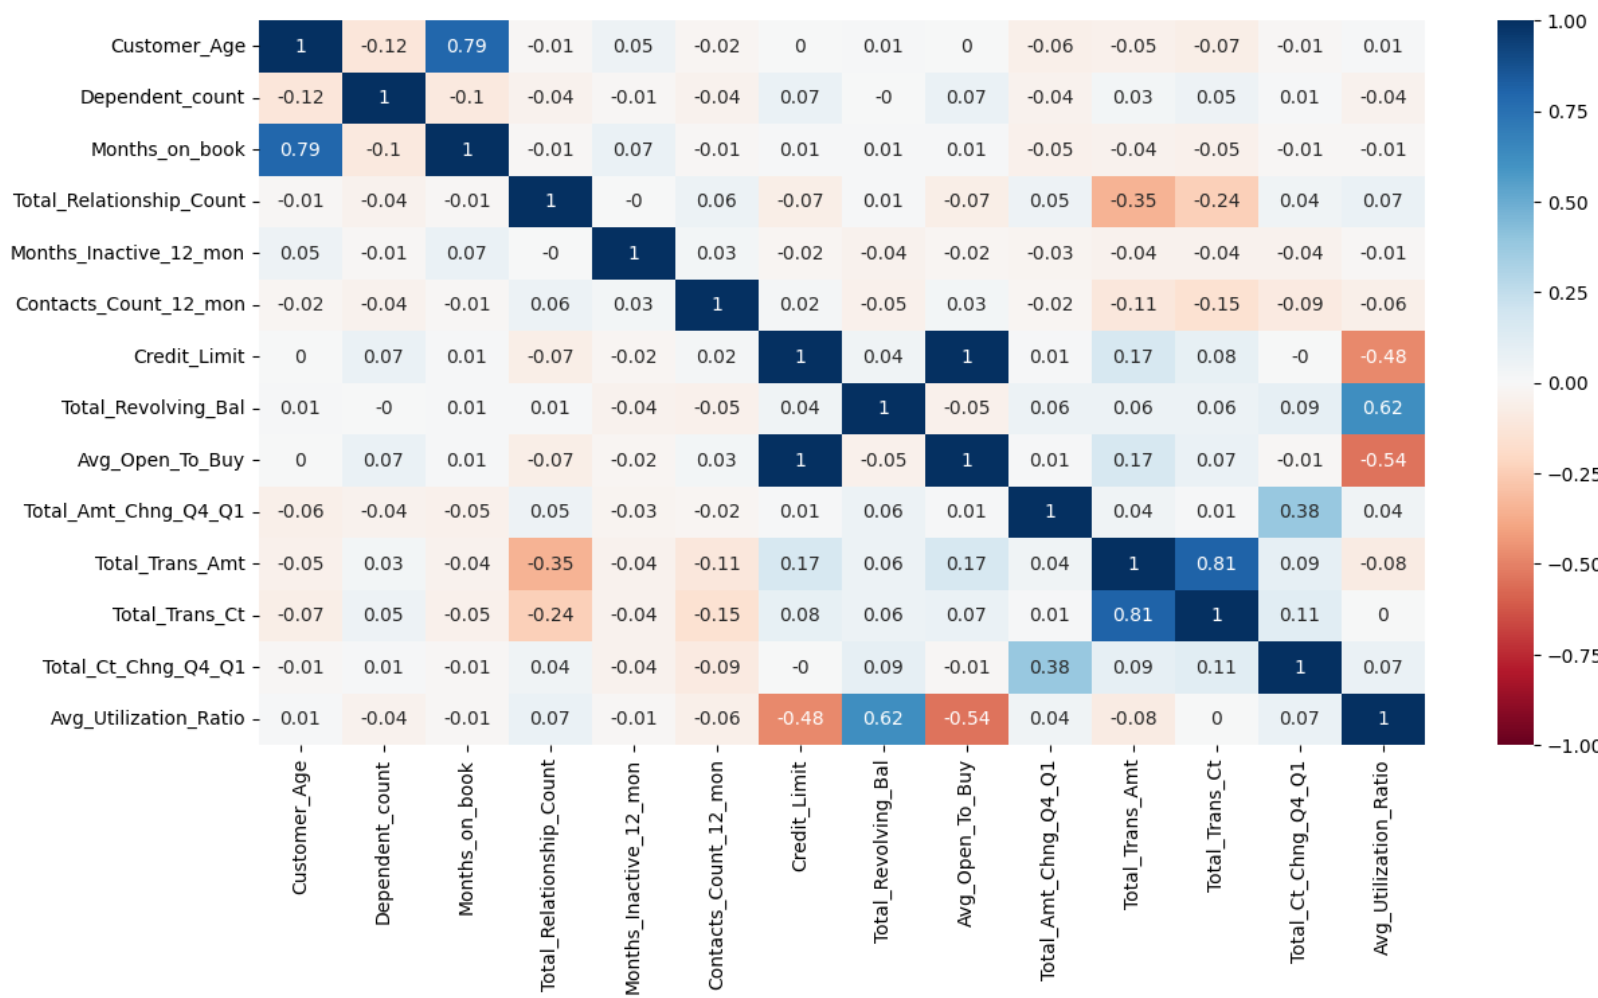 Customer_Age 1 -0.12 0.79 -0.01 0.05 -0.02 0 0.01 0 -0.06 -0.05 -0.07 -0.01 0.01
Dependent_count -0.12 1 -0.1 -0.04 -0.01 -0.04 0.07 -0 0.07 -0.04 0.03 0.05 0.01 -0.04
Months_on_book 0.79 -0.1 1 -0.01 0.07 -0.01 0.01 0.01 0.01 -0.05 -0.04 -0.05 -0.01 -0.01
Total_Relationship_Count -0.01 -0.04 -0.01 1 -0 0.06 -0.07 0.01 -0.07 0.05 -0.35 -0.24 0.04 0.07
Months_Inactive_12_mon 0.05 -0.01 0.07 -0 1 0.03 -0.02 -0.04 -0.02 -0.03 -0.04 -0.04 -0.04 -0.01
Contacts_Count_12_mon -0.02 -0.04 -0.01 0.06 0.03 1 0.02 -0.05 0.03 -0.02 -0.11 -0.15 -0.09 -0.06
Credit_Limit 0 0.07 0.01 -0.07 -0.02 0.02 1 0.04 1 0.01 0.17 0.08 -0 -0.48
Total_Revolving_Bal 0.01 -0 0.01 0.01 -0.04 -0.05 0.04 1 -0.05 0.06 0.06 0.06 0.09 0.62
Avg_Open_To_Buy 0 0.07 0.01 -0.07 -0.02 0.03 1 -0.05 1 0.01 0.17 0.07 -0.01 -0.54
Total_Amt_Chng_Q4_Q1 -0.06 -0.04 -0.05 0.05 -0.03 -0.02 0.01 0.06 0.01 1 0.04 0.01 0.38 0.04
Total_Trans_Amt -0.05 0.03 -0.04 -0.35 -0.04 -0.11 0.17 0.06 0.17 0.04 1 0.81 0.09 -0.08
Total_Trans_Ct -0.07 0.05 -0.05 -0.24 -0.04 -0.15 0.08 0.06 0.07 0.01 0.81 1 0.11 0
Total_Ct_Chng_Q4_Q1 -0.01 0.01 -0.01 0.04 -0.04 -0.09 -0 0.09 -0.01 0.38 0.09 0.11 1 0.07
Avg_Utilization_Ratio 0.01 -0.04 -0.01 0.07 -0.01 -0.06 -0.48 0.62 -0.54 0.04 -0.08 0 0.07 1
Customer_Age
Dependent_count
Months_on_book
Total_Relationship_Count
Months_Inactive_12_mon
Contacts_Count_12_mon
Credit_Limit
Total_Revolving_Bal
Avg_Open_To_Buy
Total_Amt_Chng_Q4_Q1
Total_Trans_Amt
Total_Trans_Ct
Total_Ct_Chng_Q4_Q1
Avg_Utilization_Ratio
1.00
0.75
0.50
0.25
0.00
−0.25
−0.50
−0.75
−1.00